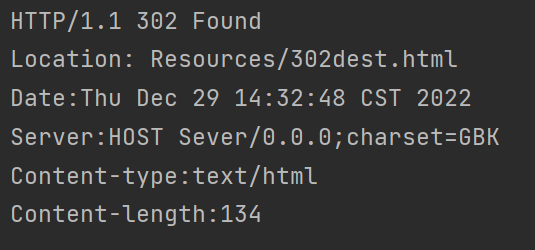 HTTP/1.1 302 Found
Location: Resources/302dest.html
Date:Thu Dec 29 14:32:48 CST 2022
Server:HOST Sever/0.0.0;charset=GBK
Content-type:text/html
Content-length:134